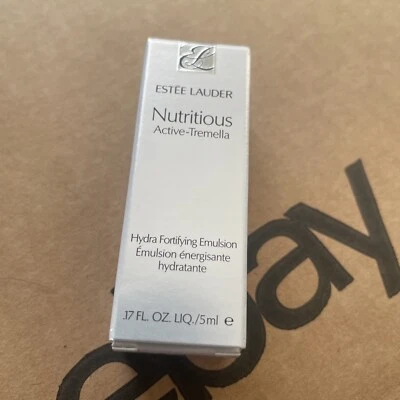 ESTĒE LAUDER
Nutritious
Active-Tremella
Hydra Fortifying Emulsion
Émulsion énergisante
hydratante
.17 FL. OZ. LIQ./5ml e
ebay